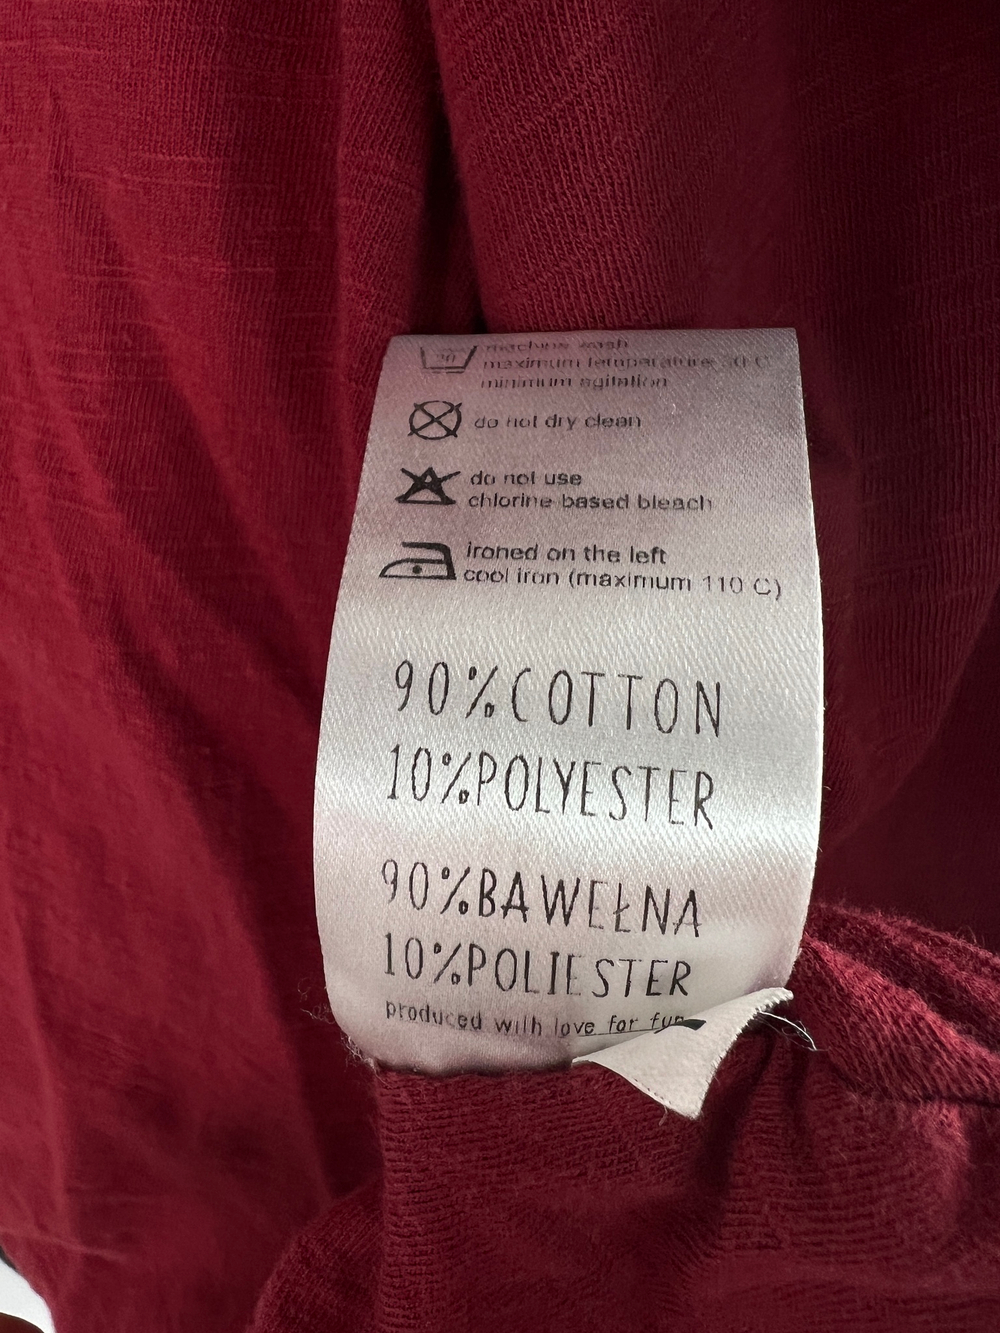 30
machine wash
maximum temperature 30 C
minimum agitation
do not dry clean
do not use
chlorine based bleach
ironed on the left
cool iron (maximum 110 C)
90%COTTON
10%POLYESTER
90%BAWEŁNA
10%POLIESTER
produced with love for fun